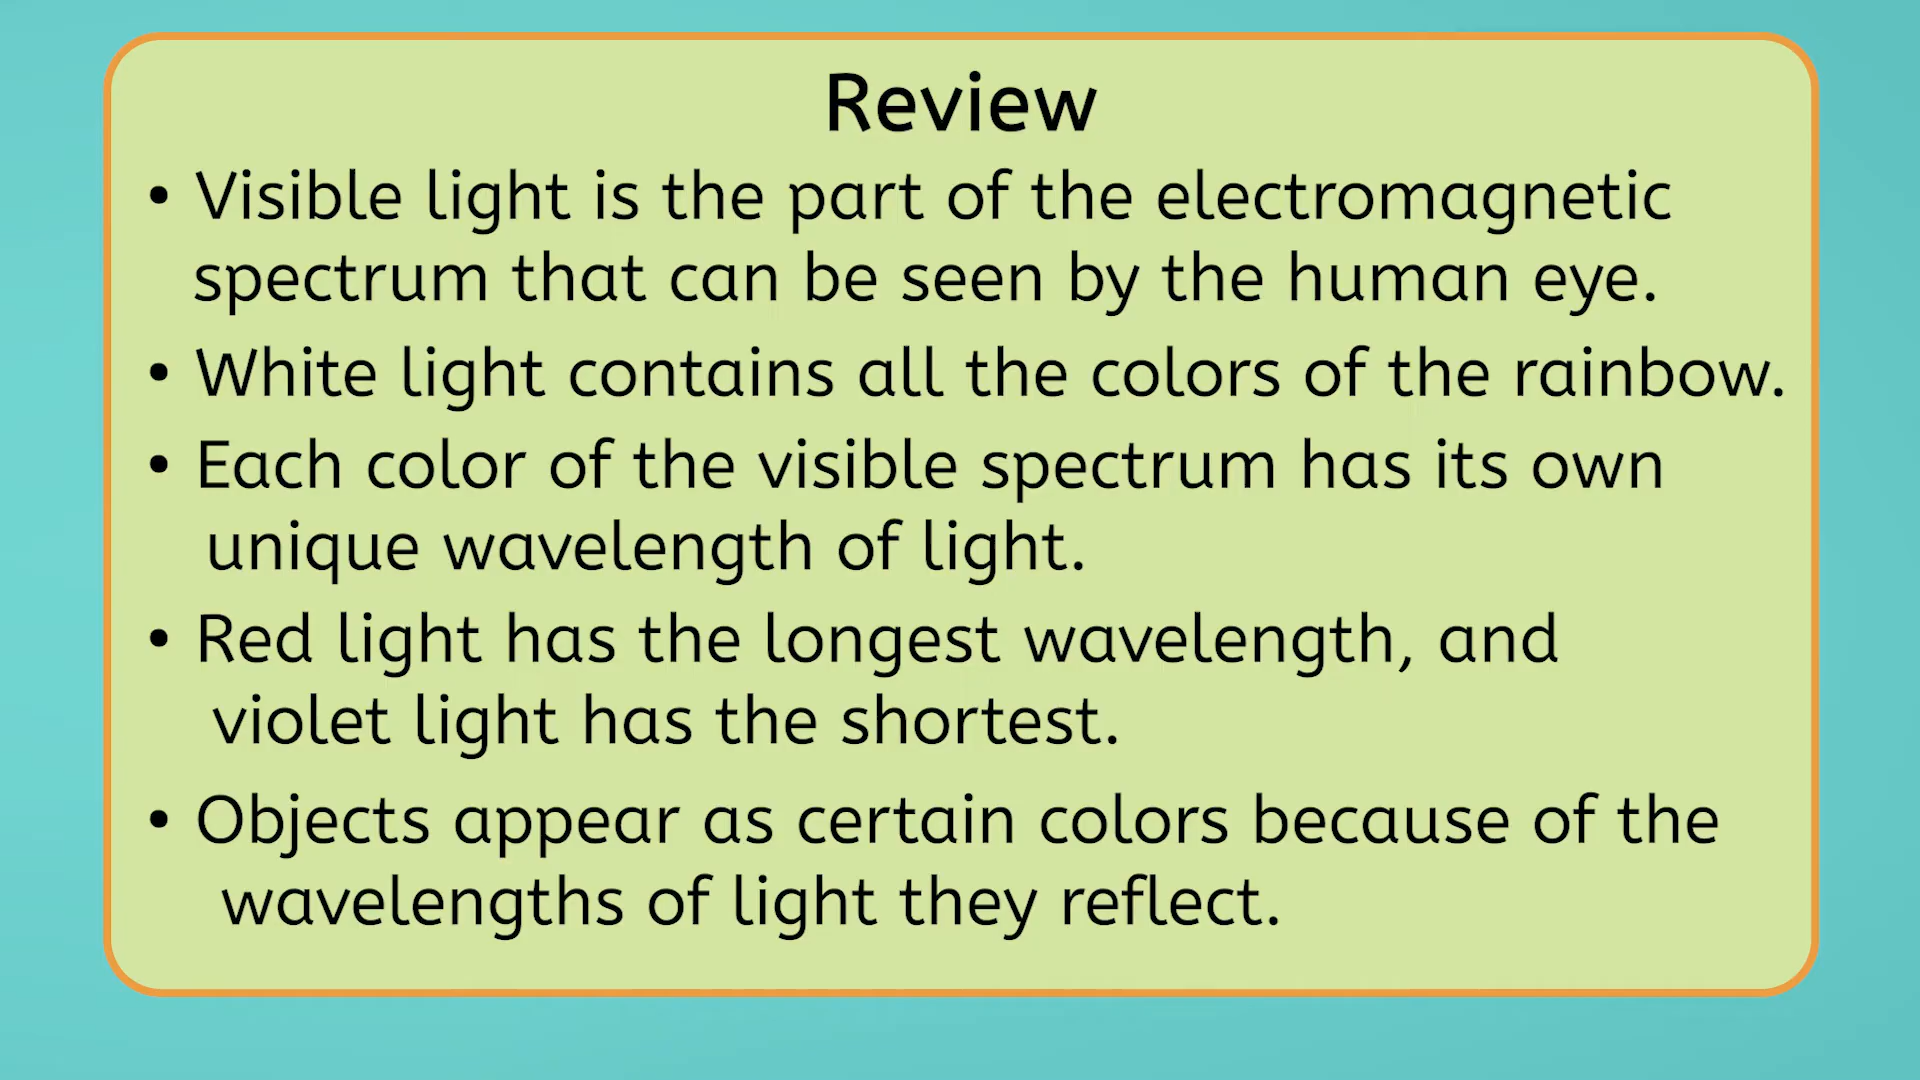 Review
• Visible light is the part of the electromagnetic
spectrum that can be seen by the human eye.
• White light contains all the colors of the rainbow.
• Each color of the visible spectrum has its own
unique wavelength of light.
• Red light has the longest wavelength, and
violet light has the shortest.
• Objects appear as certain colors because of the
wavelengths of light they reflect.